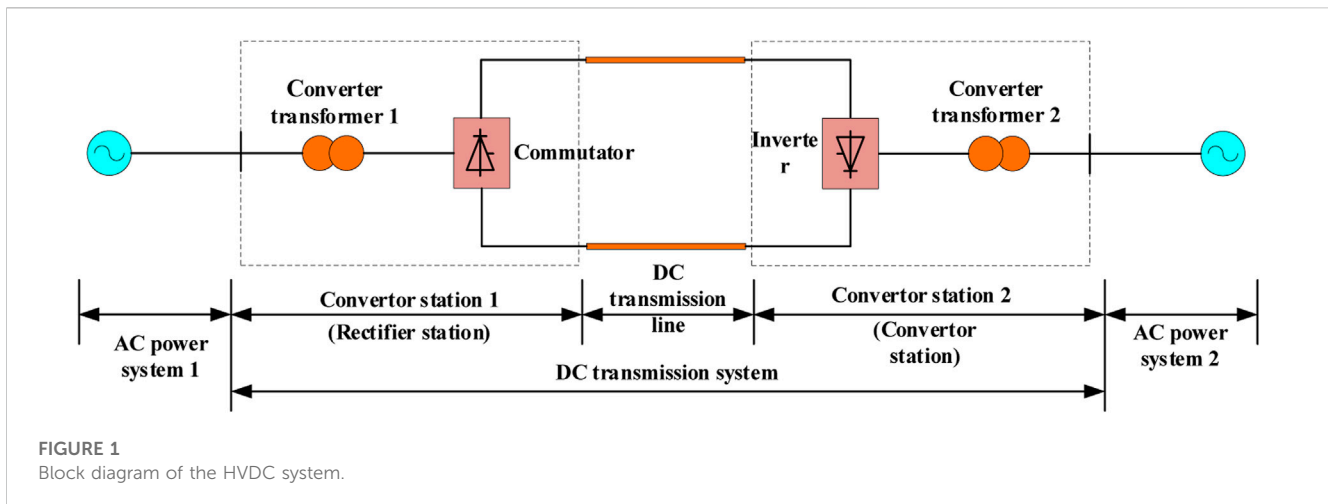 Converter
transformer 1
Commutator
Inverte
r
Converter
transformer 2
Convertor station 1
(Rectifier station)
DC
transmission
line
Convertor station 2
(Convertor
station)
AC power
system 1
AC power
system 2
DC transmission system
FIGURE 1
Block diagram of the HVDC system.